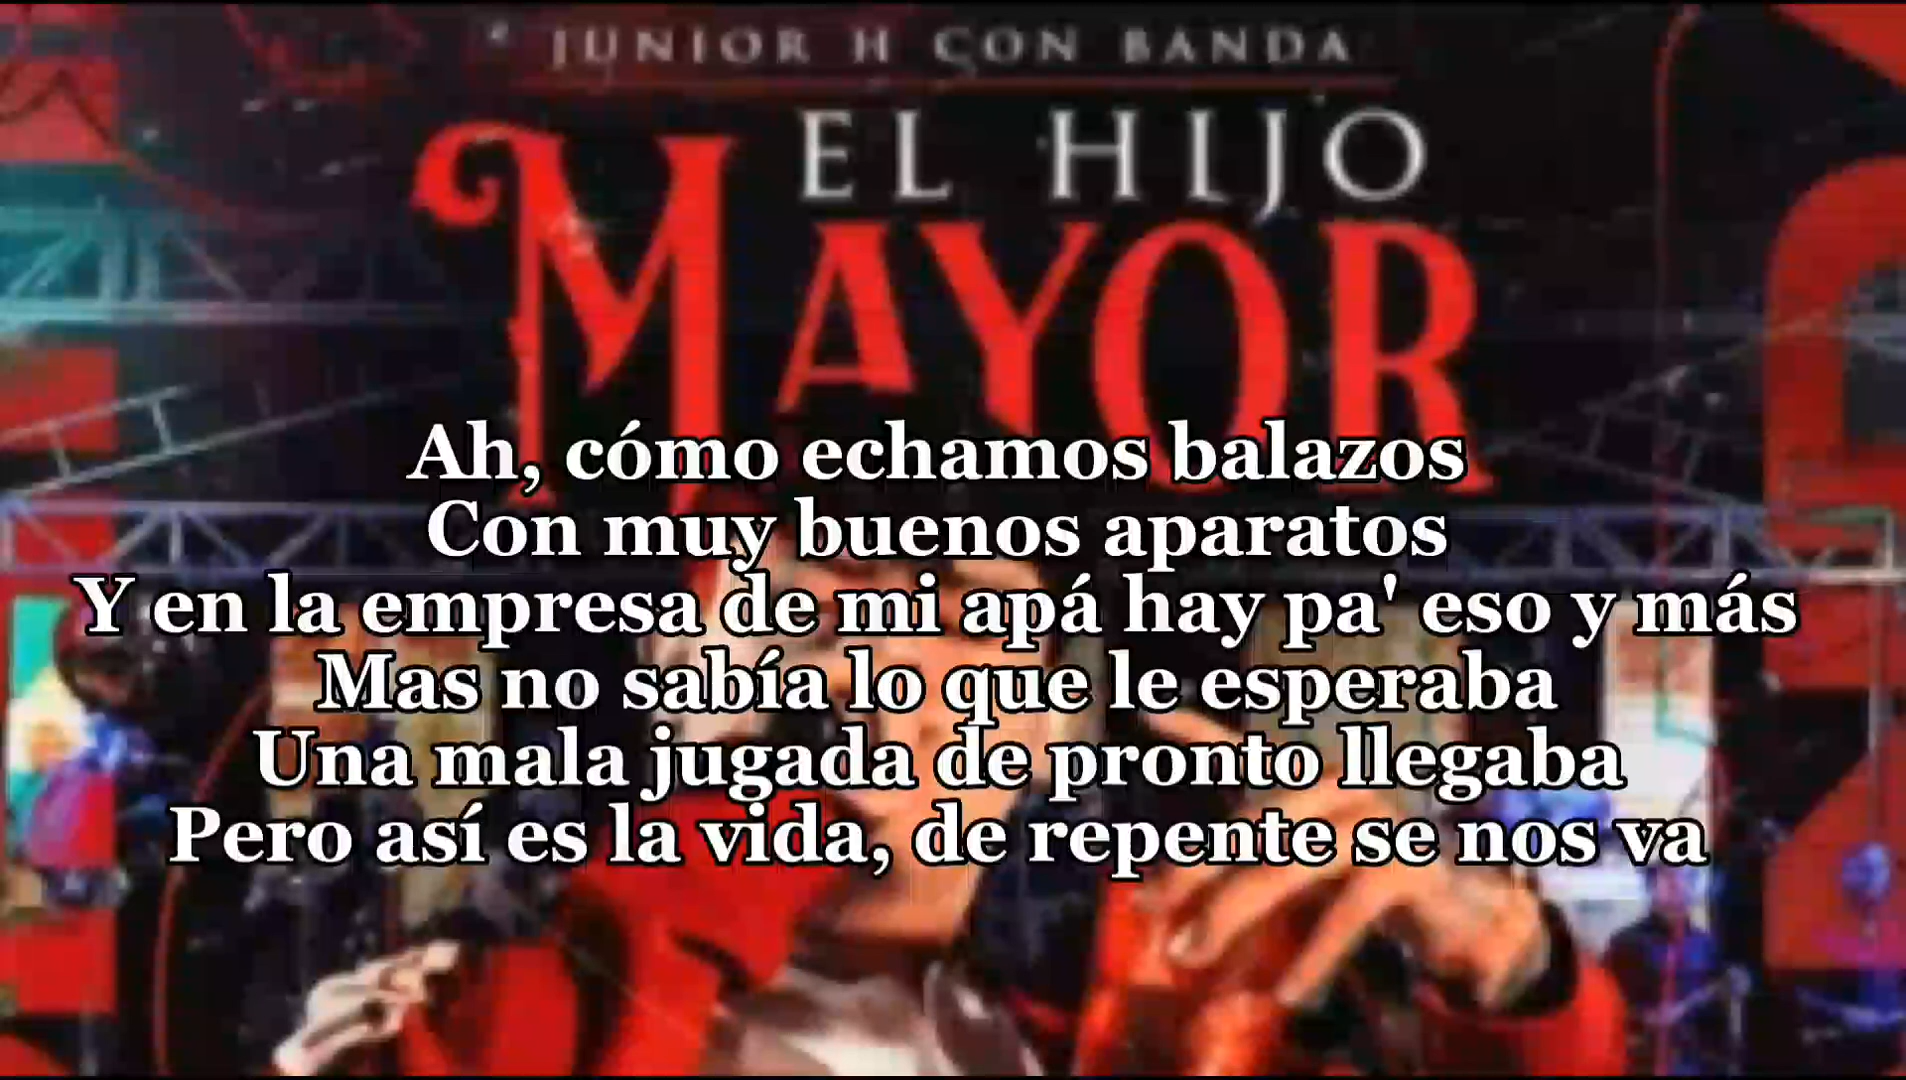 JUNIOR H CON BANDA
EL HIJO
MAYOR
Ah, cómo echamos balazos
Con muy buenos aparatos
Y en la empresa de mi apá hay pa' eso y más
Mas no sabía lo que le esperaba
Una mala jugada de pronto llegaba
Pero así es la vida, de repente se nos va